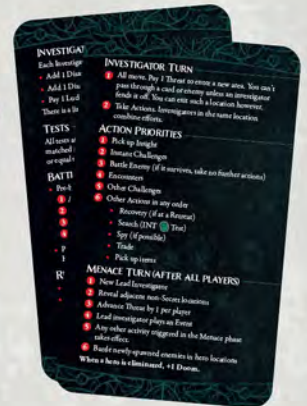 INVESTIGAT
Each Investiga
Add 1 Dis
Add 1 Dis
Pay 1 Lud
There is a li
TESTS
All tests a
matched
or equal
BATTL
Pre-b
INVESTIGATOR TURN
1 All move. Pay 1 Threat to enter a new area. You can't
pass through a card or enemy unless an investigator
fends it off. You can exit such a location however.
2 Take Actions. Investigators in the same location
combine efforts.
ACTION PRIORITIES
1 Pick up Insight
2 Instant Challenges
3 Battle Enemy (if it survives, take no further actions)
4 Encounters
5 Other Challenges
6 Other Actions in any order
• Recovery (if at a Retreat)
• Search (INT Test)
• Spy (if possible)
• Trade
• Pick up items
MENACE TURN (AFTER ALL PLAYERS)
1 New Lead Investigator
2 Reveal adjacent non-Secret locations
3 Advance Threat by 1 per player
4 Lead investigator plays an Event
5 Any other activity triggered in the Menace phase
takes effect.
6 Battle newly-spawned enemies in hero locations
When a hero is eliminated, +1 Doom.